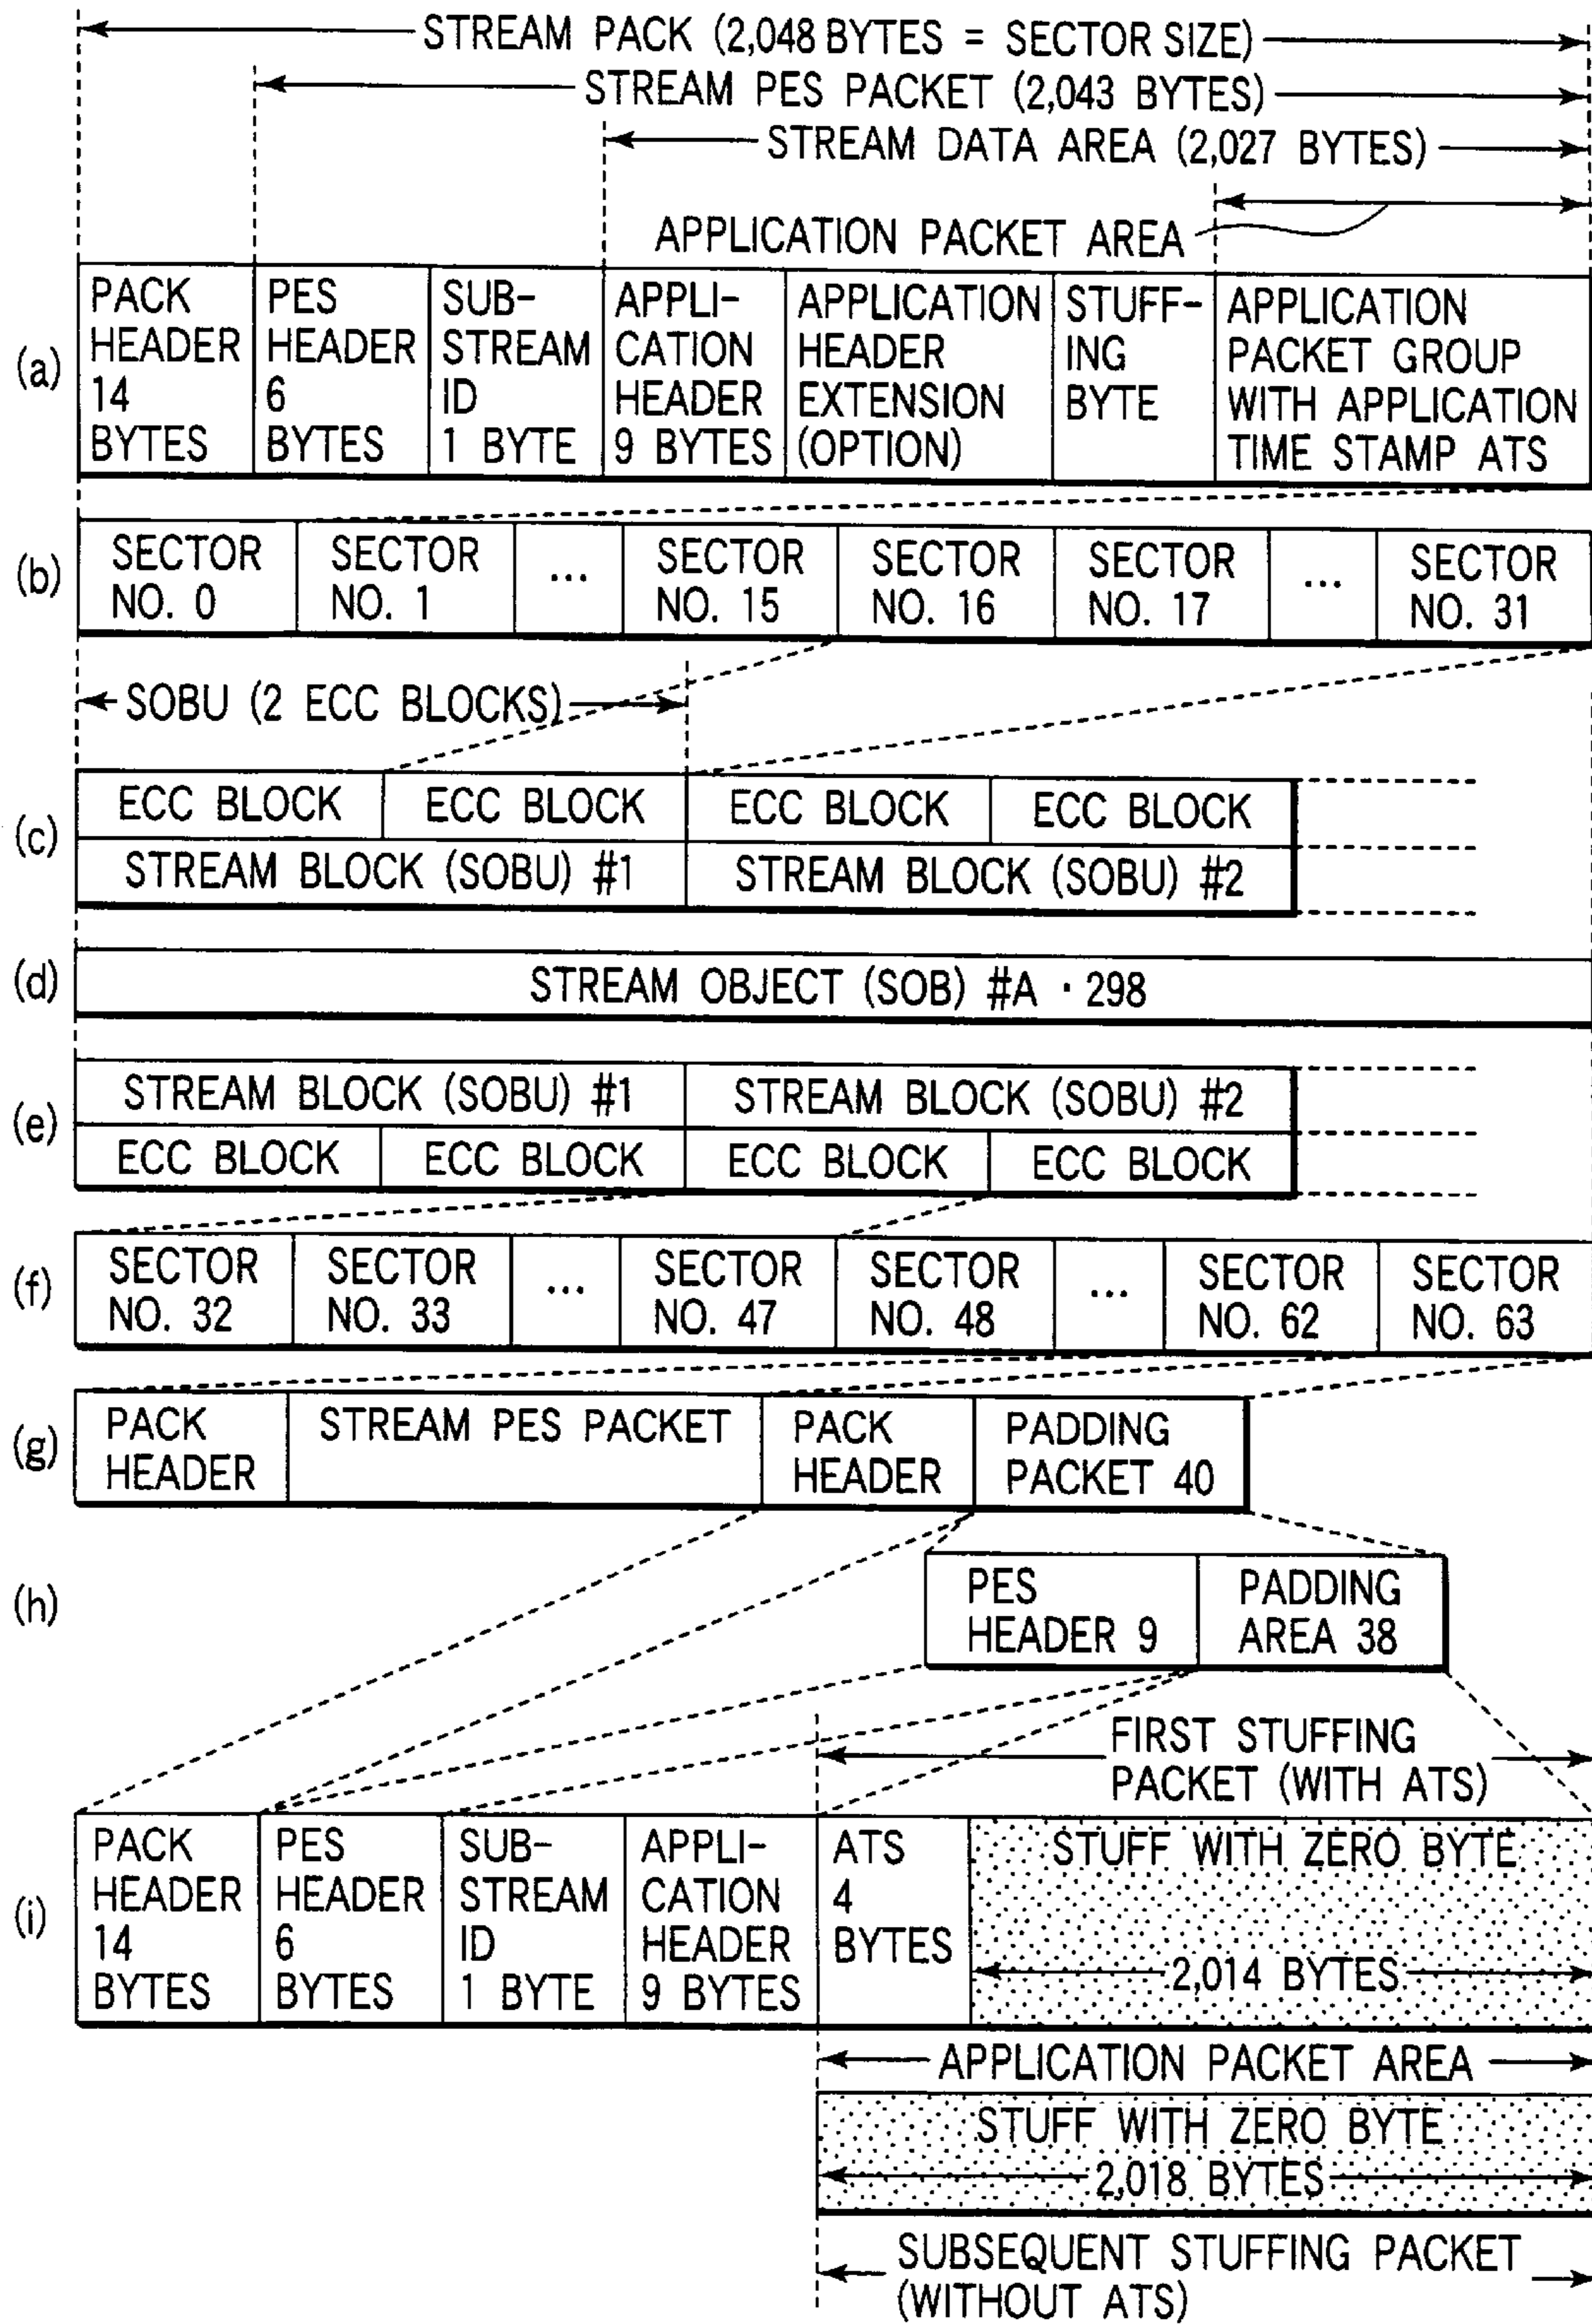 STREAM PACK (2,048 BYTES = SECTOR SIZE)
STREAM PES PACKET (2,043 BYTES)
STREAM DATA AREA (2,027 BYTES)
APPLICATION PACKET AREA
(a)
PACK
HEADER
14
BYTES
PES
HEADER
6
BYTES
SUB-
STREAM
ID
1 BYTE
APPLI-
CATION
HEADER
9 BYTES
APPLICATION
HEADER
EXTENSION
(OPTION)
STUFF-
ING
BYTE
APPLICATION
PACKET GROUP
WITH APPLICATION
TIME STAMP ATS
(b)
SECTOR
NO. 0
SECTOR
NO. 1
...
SECTOR
NO. 15
SECTOR
NO. 16
SECTOR
NO. 17
...
SECTOR
NO. 31
SOBU (2 ECC BLOCKS)
(c)
ECC BLOCK
ECC BLOCK
ECC BLOCK
ECC BLOCK
STREAM BLOCK (SOBU) #1
STREAM BLOCK (SOBU) #2
(d)
STREAM OBJECT (SOB) #A · 298
(e)
STREAM BLOCK (SOBU) #1
STREAM BLOCK (SOBU) #2
ECC BLOCK
ECC BLOCK
ECC BLOCK
ECC BLOCK
(f)
SECTOR
NO. 32
SECTOR
NO. 33
...
SECTOR
NO. 47
SECTOR
NO. 48
...
SECTOR
NO. 62
SECTOR
NO. 63
(g)
PACK
HEADER
STREAM PES PACKET
PACK
HEADER
PADDING
PACKET 40
(h)
PES
HEADER 9
PADDING
AREA 38
FIRST STUFFING
PACKET (WITH ATS)
(i)
PACK
HEADER
14
BYTES
PES
HEADER
6
BYTES
SUB-
STREAM
ID
1 BYTE
APPLI-
CATION
HEADER
9 BYTES
ATS
4
BYTES
STUFF WITH ZERO BYTE
2,014 BYTES
APPLICATION PACKET AREA
STUFF WITH ZERO BYTE
2,018 BYTES
SUBSEQUENT STUFFING PACKET
(WITHOUT ATS)